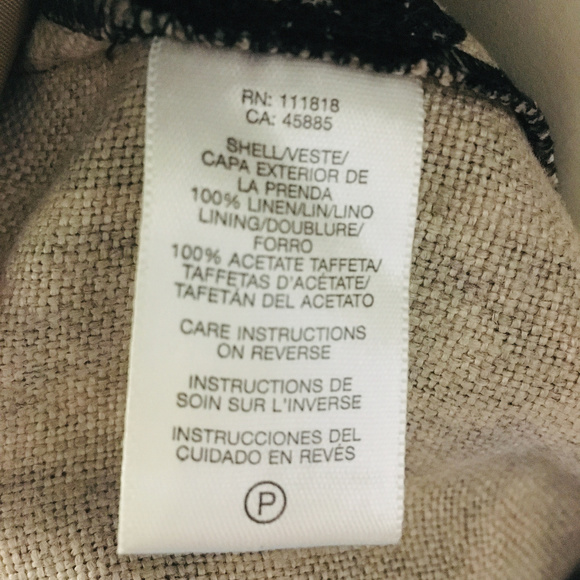 RN: 111818
CA: 45885
SHELL/VESTE/
CAPA EXTERIOR DE
LA PRENDA
100% LINEN/LIN/LINO
LINING/DOUBLURE/
FORRO
100% ACETATE TAFFETA/
TAFFETAS D'ACÉTATE/
TAFETÁN DEL ACETATO
CARE INSTRUCTIONS
ON REVERSE
INSTRUCTIONS DE
SOIN SUR L'INVERSE
INSTRUCCIONES DEL
CUIDADO EN REVÉS
P